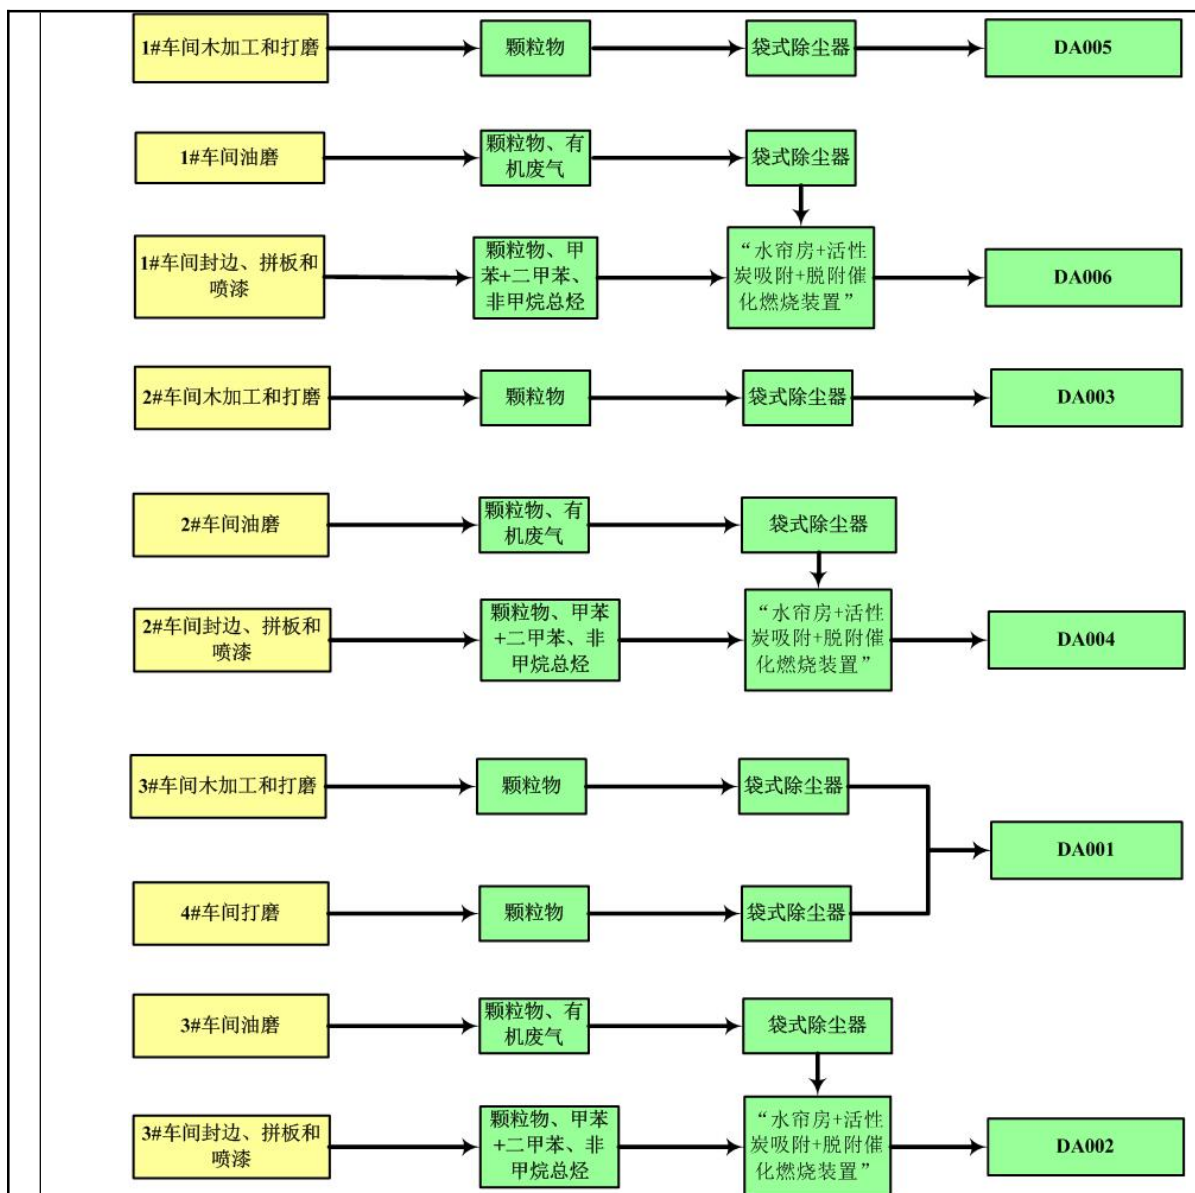 1#车间木加工和打磨
颗粒物
袋式除尘器
DA005
1#车间油磨
颗粒物、有
机废气
袋式除尘器
1#车间封边、拼板和
喷漆
颗粒物、甲
苯+二甲苯、
非甲烷总烃
“水帘房+活性
炭吸附+脱附催
化燃烧装置”
DA006
2#车间木加工和打磨
颗粒物
袋式除尘器
DA003
2#车间油磨
颗粒物、有
机废气
袋式除尘器
2#车间封边、拼板和
喷漆
颗粒物、甲苯
+二甲苯、非
甲烷总烃
“水帘房+活性
炭吸附+脱附催
化燃烧装置”
DA004
3#车间木加工和打磨
颗粒物
袋式除尘器
DA001
4#车间打磨
颗粒物
袋式除尘器
3#车间油磨
颗粒物、有
机废气
袋式除尘器
3#车间封边、拼板和
喷漆
颗粒物、甲苯
+二甲苯、非
甲烷总烃
“水帘房+活性
炭吸附+脱附催
化燃烧装置”
DA002